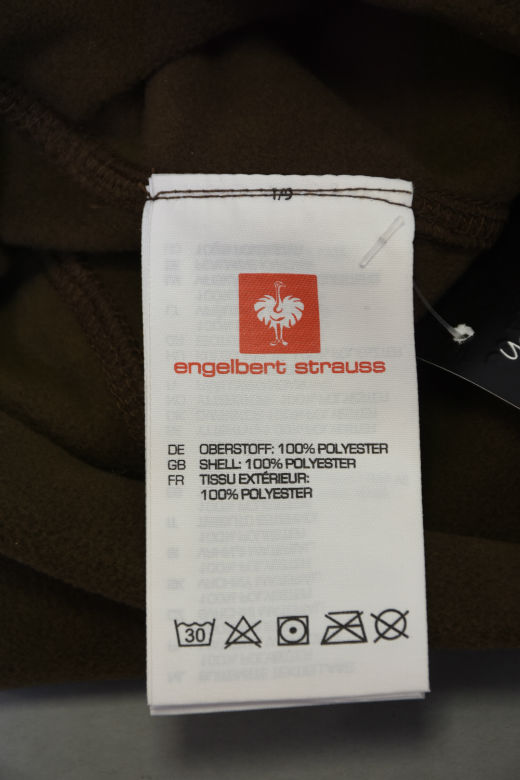 1/9
engelbert strauss
DE OBERSTOFF: 100% POLYESTER
GB SHELL: 100% POLYESTER
FR TISSU EXTÉRIEUR:
100% POLYESTER
30